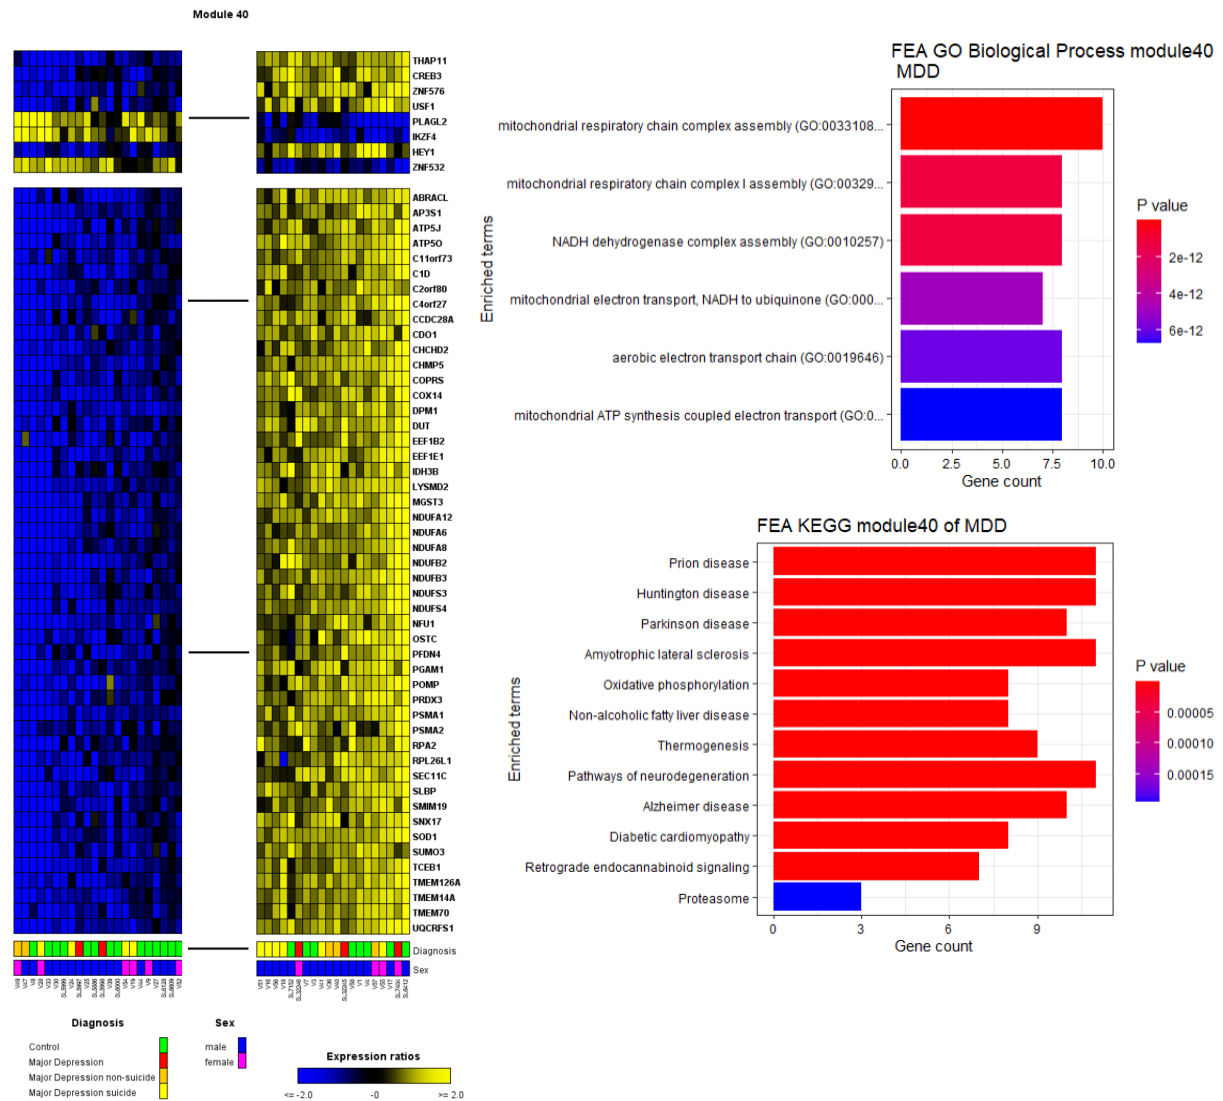 Module 40
THAP11
CREB3
ZNF576
USF1
PLAGL2
IKZF4
HEY1
ZNF532
ABRACL
AP3S1
ATP5J
ATP5O
C11orf73
C1D
C2orf80
C4orf27
CCDC28A
CDO1
CHCHD2
CHMP5
COPRS
COX14
DPM1
DUT
EEF1B2
EEF1E1
IDH3B
LYSMD2
MGST3
NDUFA12
NDUFA6
NDUFA8
NDUFB2
NDUFB3
NDUFS3
NDUFS4
NFU1
OSTC
PFDN4
PGAM1
POMP
PRDX3
PSMA1
PSMA2
RPA2
RPL26L1
SEC11C
SLBP
SMIM19
SNX17
SOD1
SUMO3
TCEB1
TMEM126A
TMEM14A
TMEM70
UQCRFS1
Diagnosis
Sex
Diagnosis
Control
Major Depression
Major Depression non-suicide
Major Depression suicide
Sex
male
female
Expression ratios
<= -2.0 -0 >= 2.0
FEA GO Biological Process module40
MDD
Enriched terms
mitochondrial respiratory chain complex assembly (GO:0033108...
mitochondrial respiratory chain complex I assembly (GO:00329...
NADH dehydrogenase complex assembly (GO:0010257)
mitochondrial electron transport, NADH to ubiquinone (GO:000...
aerobic electron transport chain (GO:0019646)
mitochondrial ATP synthesis coupled electron transport (GO:0...
0.0 2.5 5.0 7.5 10.0
Gene count
P value
2e-12
4e-12
6e-12
FEA KEGG module40 of MDD
Enriched terms
Prion disease
Huntington disease
Parkinson disease
Amyotrophic lateral sclerosis
Oxidative phosphorylation
Non-alcoholic fatty liver disease
Thermogenesis
Pathways of neurodegeneration
Alzheimer disease
Diabetic cardiomyopathy
Retrograde endocannabinoid signaling
Proteasome
0 3 6 9
Gene count
P value
0.00005
0.00010
0.00015